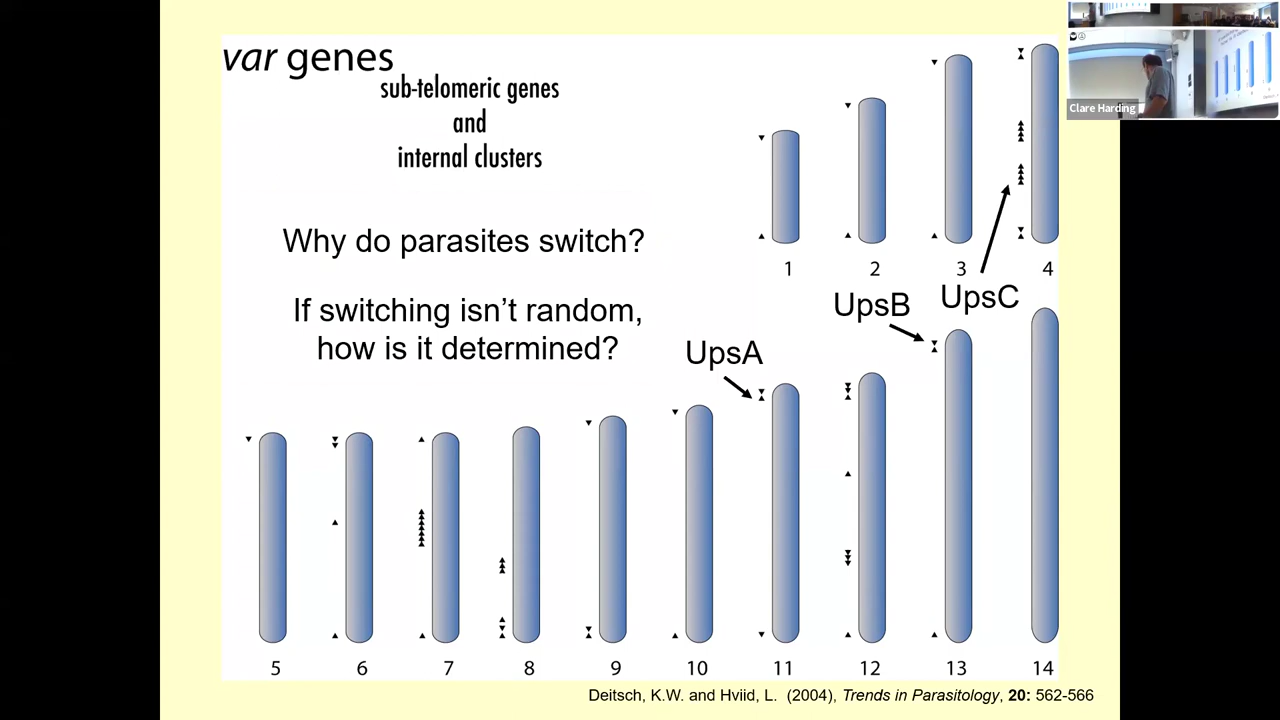 var genes
sub-telomeric genes
and
internal clusters
Why do parasites switch?
If switching isn't random,
how is it determined?
1
2
3
4
UpsA
UpsB
UpsC
5
6
7
8
9
10
11
12
13
14
Deitsch, K.W. and Hviid, L. (2004), Trends in Parasitology, 20: 562-566
Clare Harding